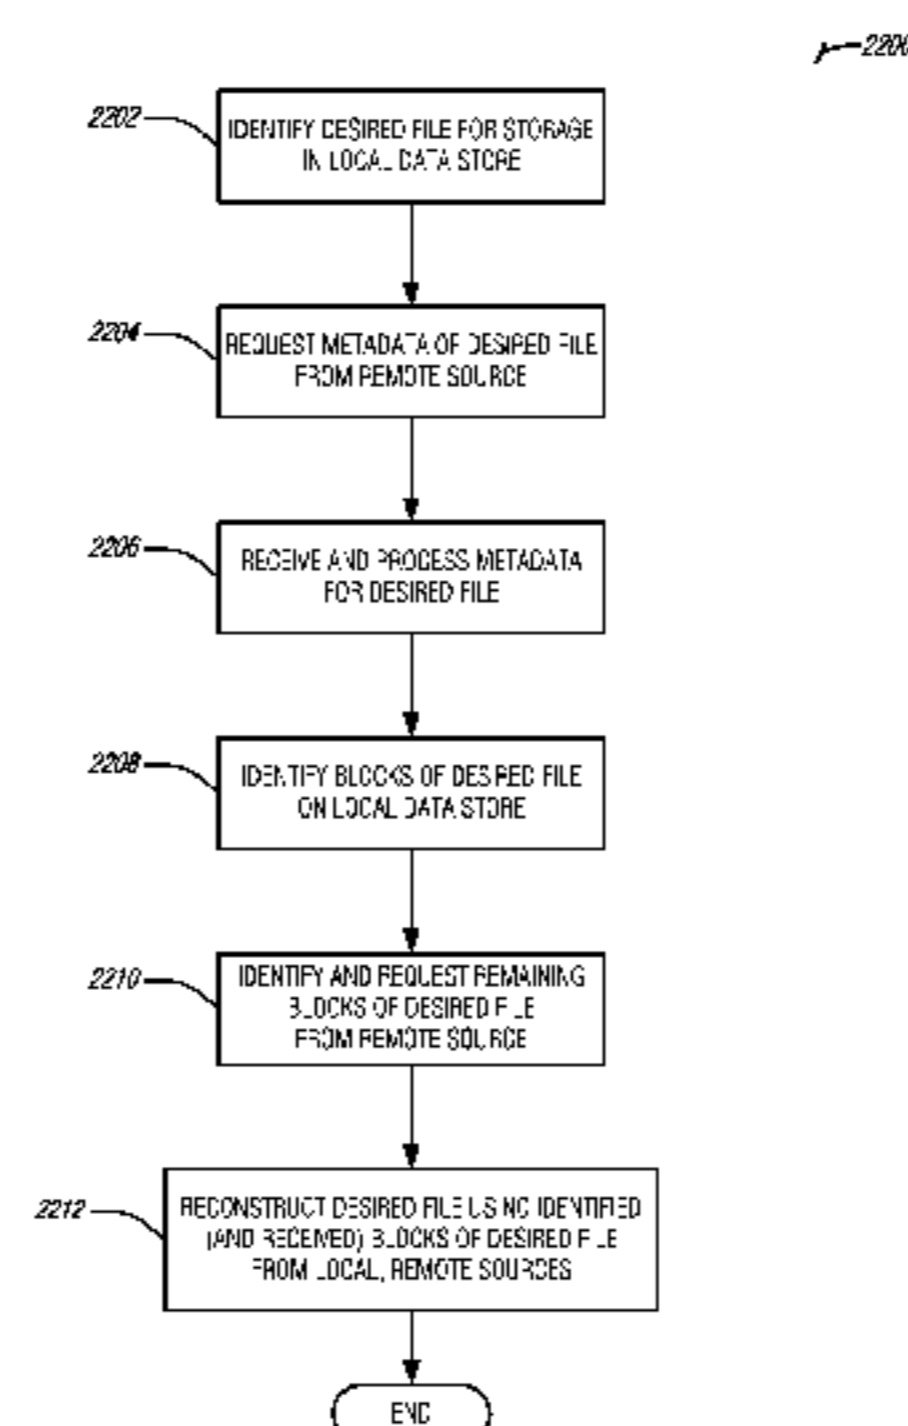 2200
2202
IDENTIFY DESIRED FILE FOR STORAGE
IN LOCAL DATA STORE
2204
REQUEST METADATA OF DESIRED FILE
FROM REMOTE SOURCE
2206
RECEIVE AND PROCESS METADATA
FOR DESIRED FILE
2208
IDENTIFY BLOCKS OF DESIRED FILE
ON LOCAL DATA STORE
2210
IDENTIFY AND REQUEST REMAINING
BLOCKS OF DESIRED FILE
FROM REMOTE SOURCE
2212
RECONSTRUCT DESIRED FILE USING IDENTIFIED
(AND RECEIVED) BLOCKS OF DESIRED FILE
FROM LOCAL, REMOTE SOURCES
END